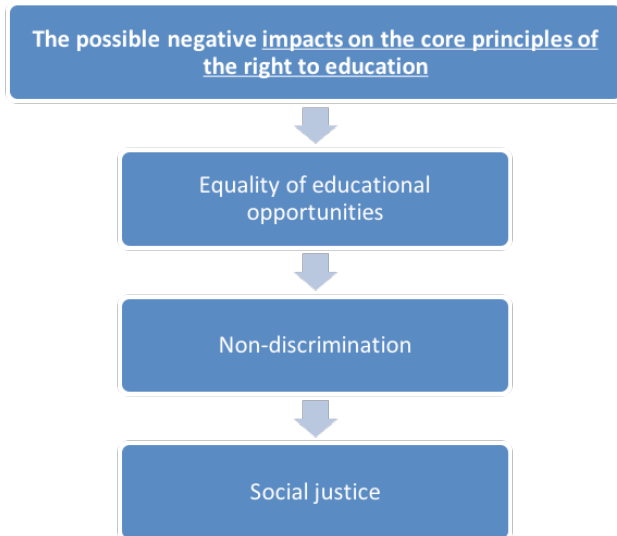 The possible negative impacts on the core principles of
the right to education
Equality of educational
opportunities
Non-discrimination
Social justice